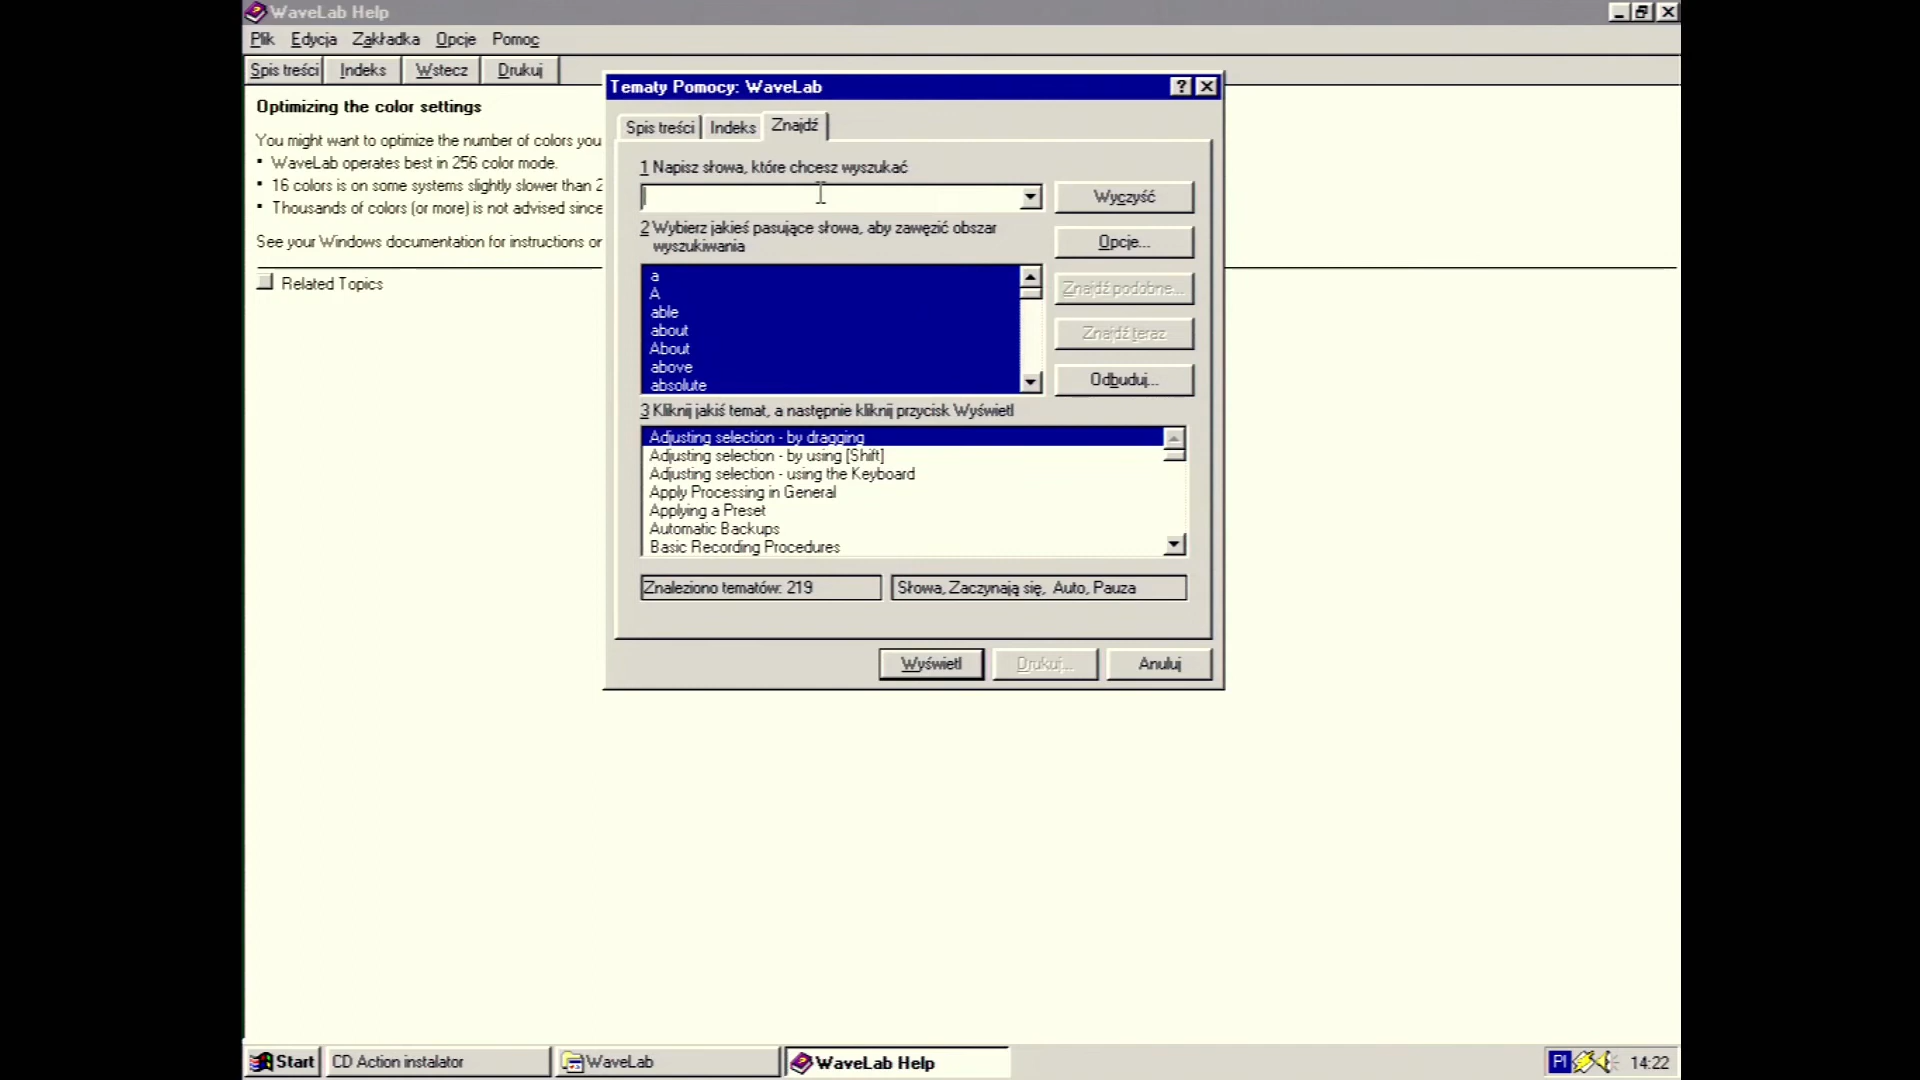 WaveLab Help
Plik Edycja Zakładka Opcje Pomoc
Spis treści Indeks Wstecz Drukuj
Optimizing the color settings
You might want to optimize the number of colors you
• WaveLab operates best in 256 color mode.
• 16 colors is on some systems slightly slower than 2
• Thousands of colors (or more) is not advised since
See your Windows documentation for instructions or
Related Topics
Tematy Pomocy: WaveLab
Spis treści Indeks Znajdź
1 Napisz słowa, które chcesz wyszukać
Wyczyść
2 Wybierz jakieś pasujące słowa, aby zawęzić obszar
wyszukiwania
Opcje...
a
A
able
about
About
above
absolute
Znajdź podobne...
Znajdź teraz
Odbuduj...
3 Kliknij jakiś temat, a następnie kliknij przycisk Wyświetl
Adjusting selection - by dragging
Adjusting selection - by using [Shift]
Adjusting selection - using the Keyboard
Apply Processing in General
Applying a Preset
Automatic Backups
Basic Recording Procedures
Znaleziono tematów: 219
Słowa, Zaczynają się, Auto, Pauza
Wyświetl Drukuj... Anuluj
Start CD Action instalator WaveLab WaveLab Help Pl 14:22